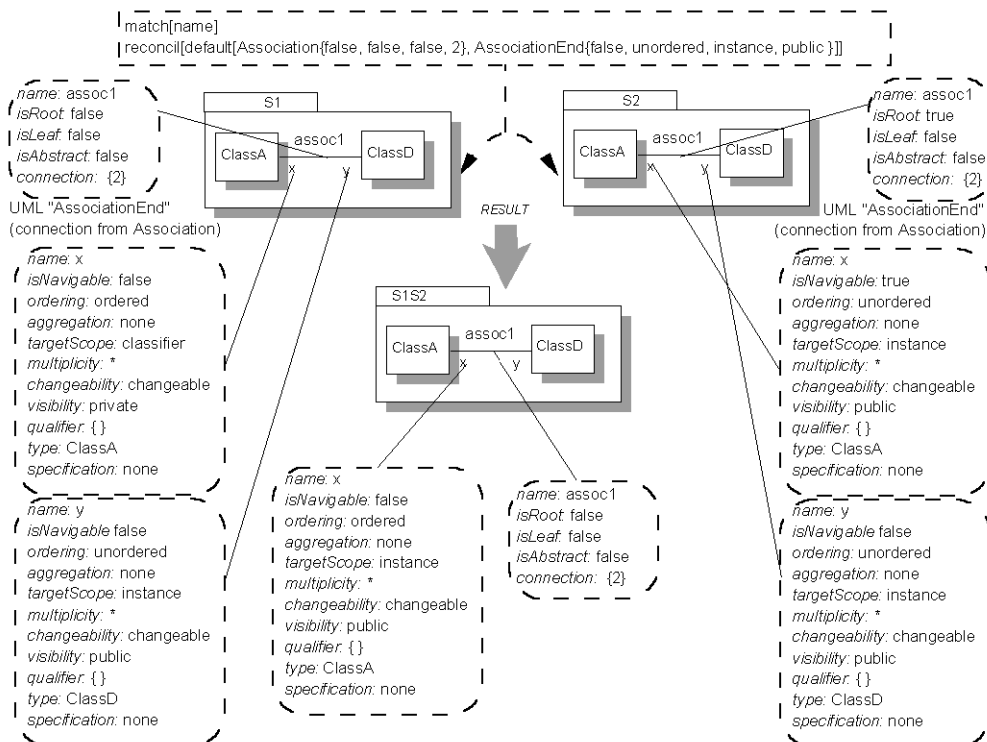 match[name]
reconcil[default[Association{false, false, false, 2}, AssociationEnd{false, unordered, instance, public }]]
name: assoc1
isRoot: false
isLeaf: false
isAbstract: false
connection: {2}
UML "AssociationEnd"
(connection from Association)
S1
ClassA
assoc1
ClassD
x
y
S2
ClassA
assoc1
ClassD
x
y
name: assoc1
isRoot: true
isLeaf: false
isAbstract: false
connection: {2}
UML "AssociationEnd"
(connection from Association)
RESULT
name: x
isNavigable: false
ordering: ordered
aggregation: none
targetScope: classifier
multiplicity: *
changeability: changeable
visibility: private
qualifier: { }
type: ClassA
specification: none
S1S2
ClassA
assoc1
ClassD
x
y
name: x
isNavigable: true
ordering: unordered
aggregation: none
targetScope: instance
multiplicity: *
changeability: changeable
visibility: public
qualifier: { }
type: ClassA
specification: none
name: y
isNavigable false
ordering: unordered
aggregation: none
targetScope: instance
multiplicity: *
changeability: changeable
visibility: public
qualifier: { }
type: ClassD
specification: none
name: x
isNavigable: false
ordering: ordered
aggregation: none
targetScope: instance
multiplicity: *
changeability: changeable
visibility: public
qualifier: { }
type: ClassA
specification: none
name: assoc1
isRoot: false
isLeaf: false
isAbstract: false
connection: {2}
name: y
isNavigable false
ordering: unordered
aggregation: none
targetScope: instance
multiplicity: *
changeability: changeable
visibility: public
qualifier: { }
type: ClassD
specification: none